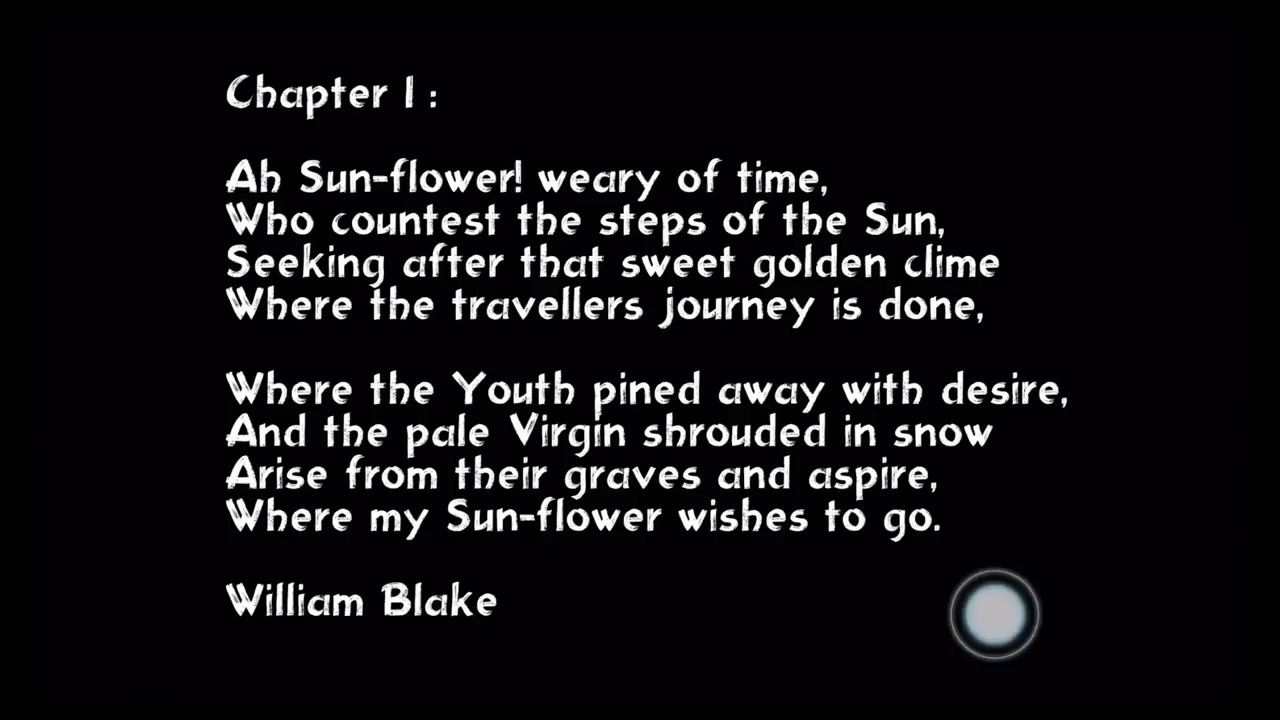 Chapter 1 :
Ah Sun-flower! weary of time,
Who countest the steps of the Sun,
Seeking after that sweet golden clime
Where the travellers journey is done,
Where the Youth pined away with desire,
And the pale Virgin shrouded in snow
Arise from their graves and aspire,
Where my Sun-flower wishes to go.
William Blake